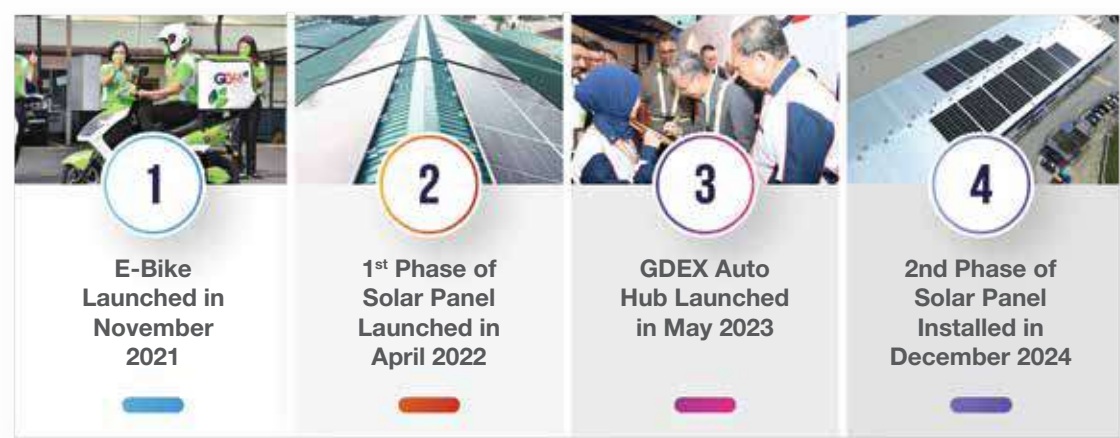 GDEX
1
E-Bike
Launched in
November
2021
2
1st Phase of
Solar Panel
Launched in
April 2022
3
GDEX Auto
Hub Launched
in May 2023
4
2nd Phase of
Solar Panel
Installed in
December 2024